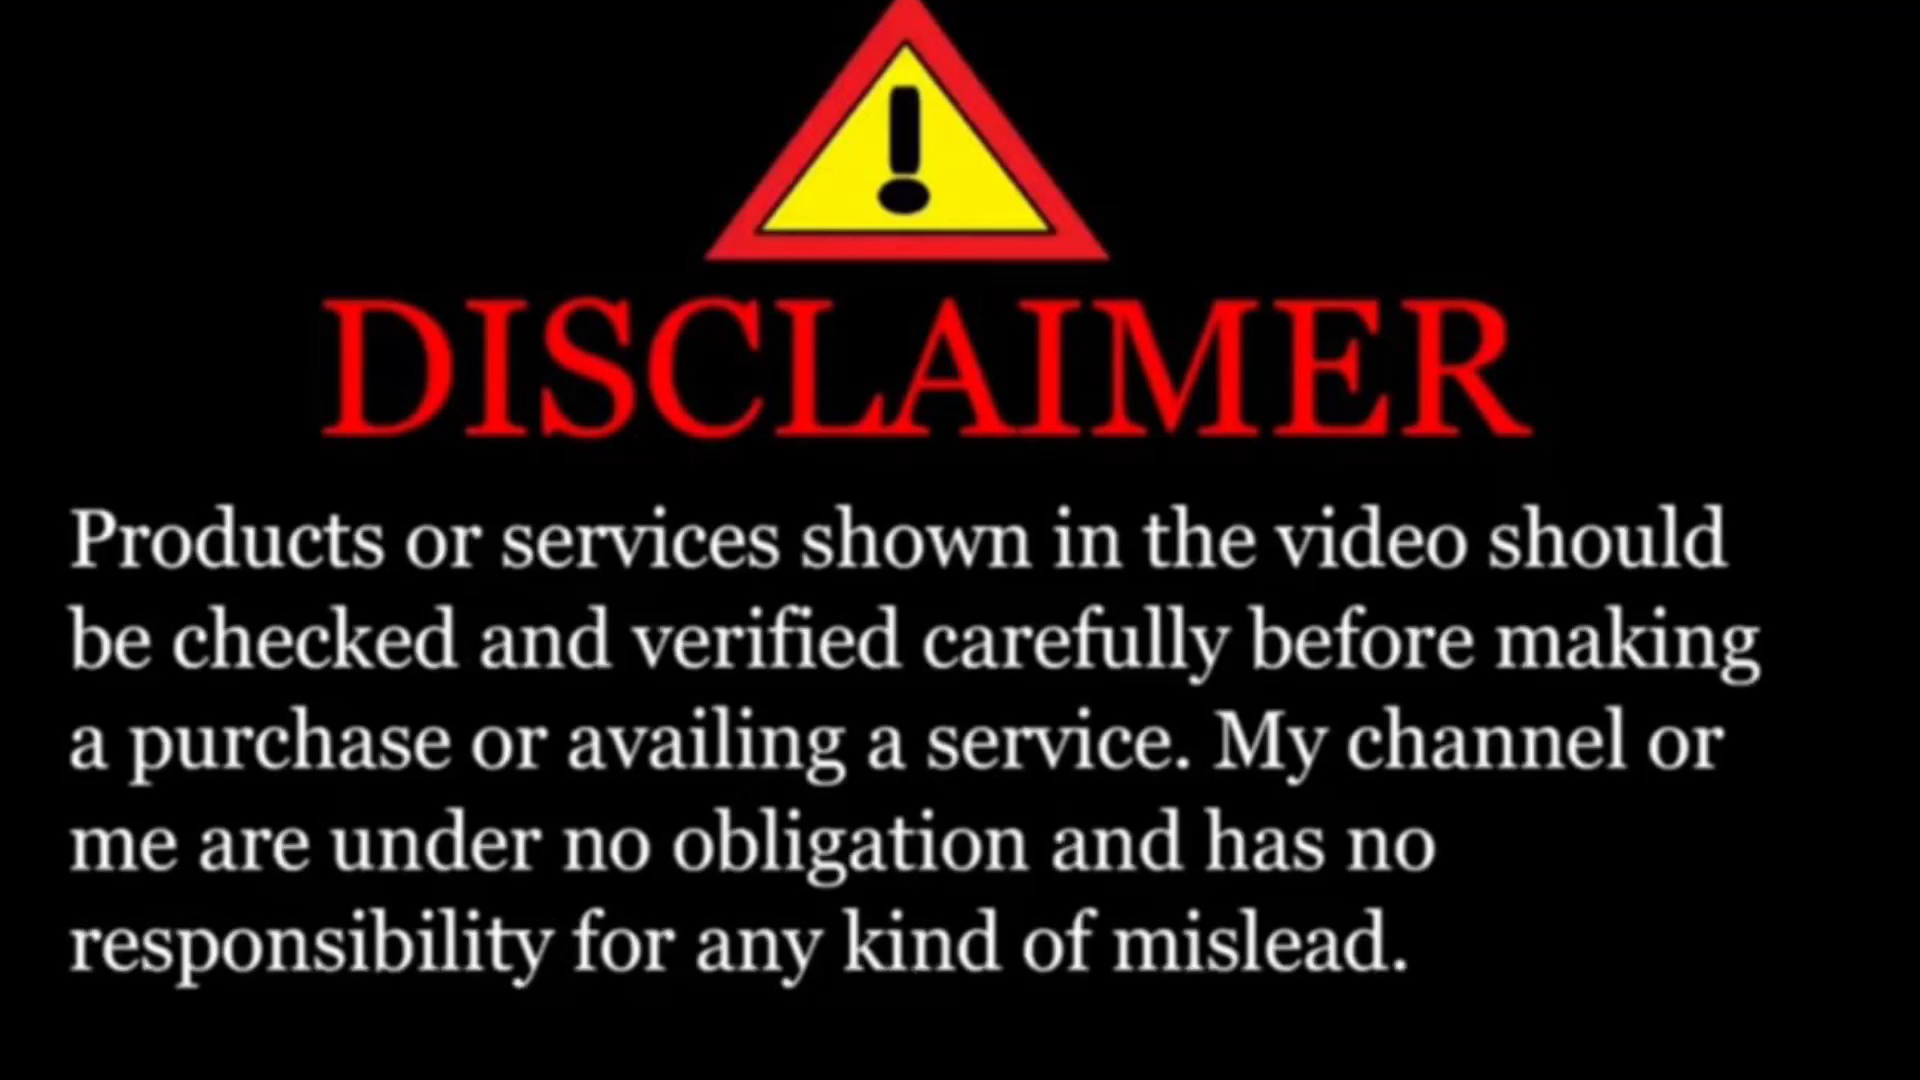 DISCLAIMER
Products or services shown in the video should
be checked and verified carefully before making
a purchase or availing a service. My channel or
me are under no obligation and has no
responsibility for any kind of mislead.